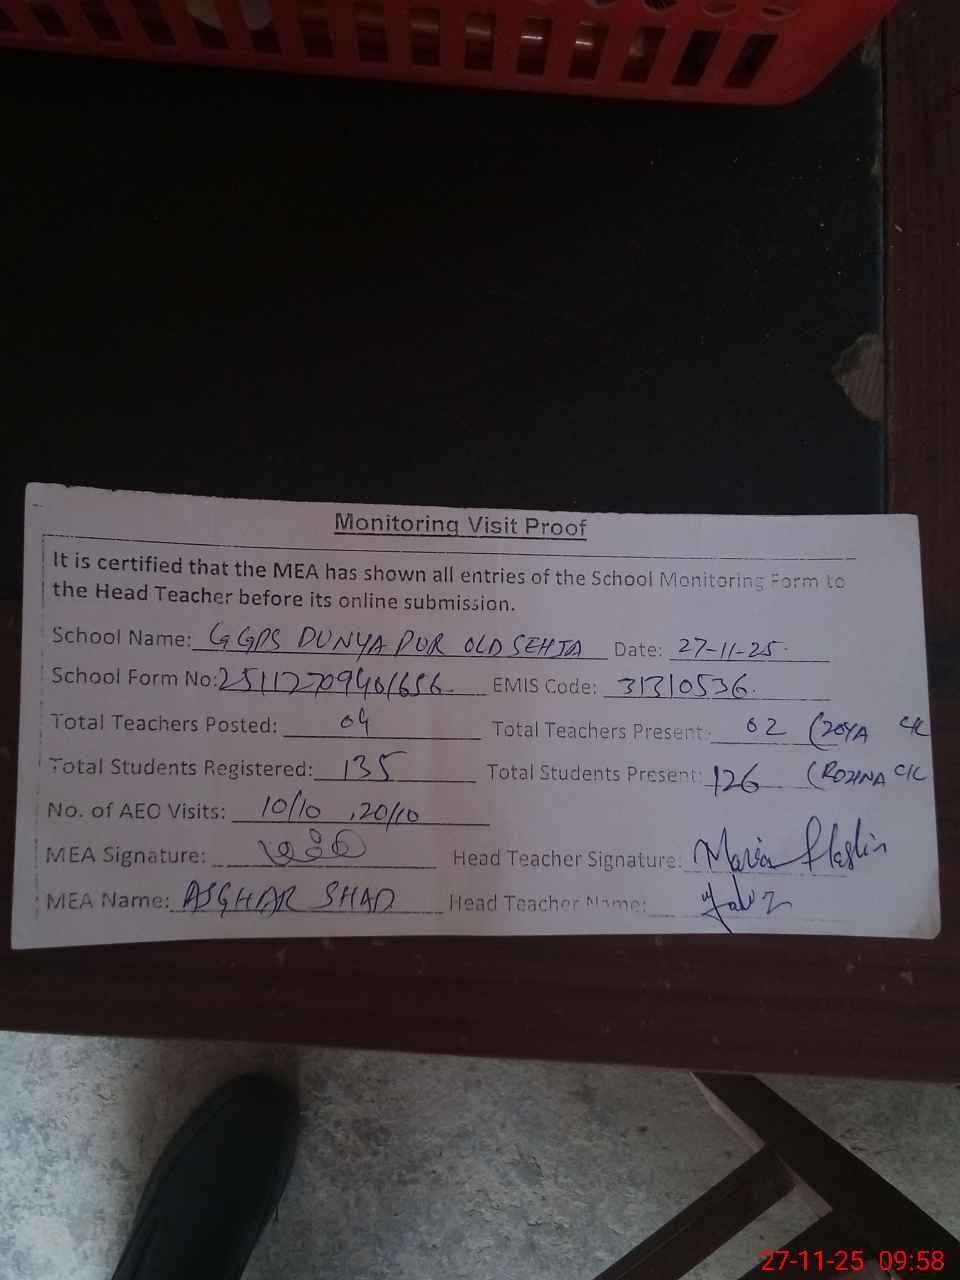 Monitoring Visit Proof
It is certified that the MEA has shown all entries of the School Monitoring Form to
the Head Teacher before its online submission.
School Name: GGPS DUNYA PUR OLD SEHJA Date: 27-11-25.
School Form No: EMIS Code: 31310536.
Total Teachers Posted: 04 Total Teachers Present: 02 (ZOYA C/C
Total Students Registered: 135 Total Students Present: 126 (ROZINA C/C
No. of AEO Visits: 10/10 , 20/10
MEA Signature: Head Teacher Signature: Maria
MEA Name: ASGHAR SHAD Head Teacher Name:
27-11-25 09:58